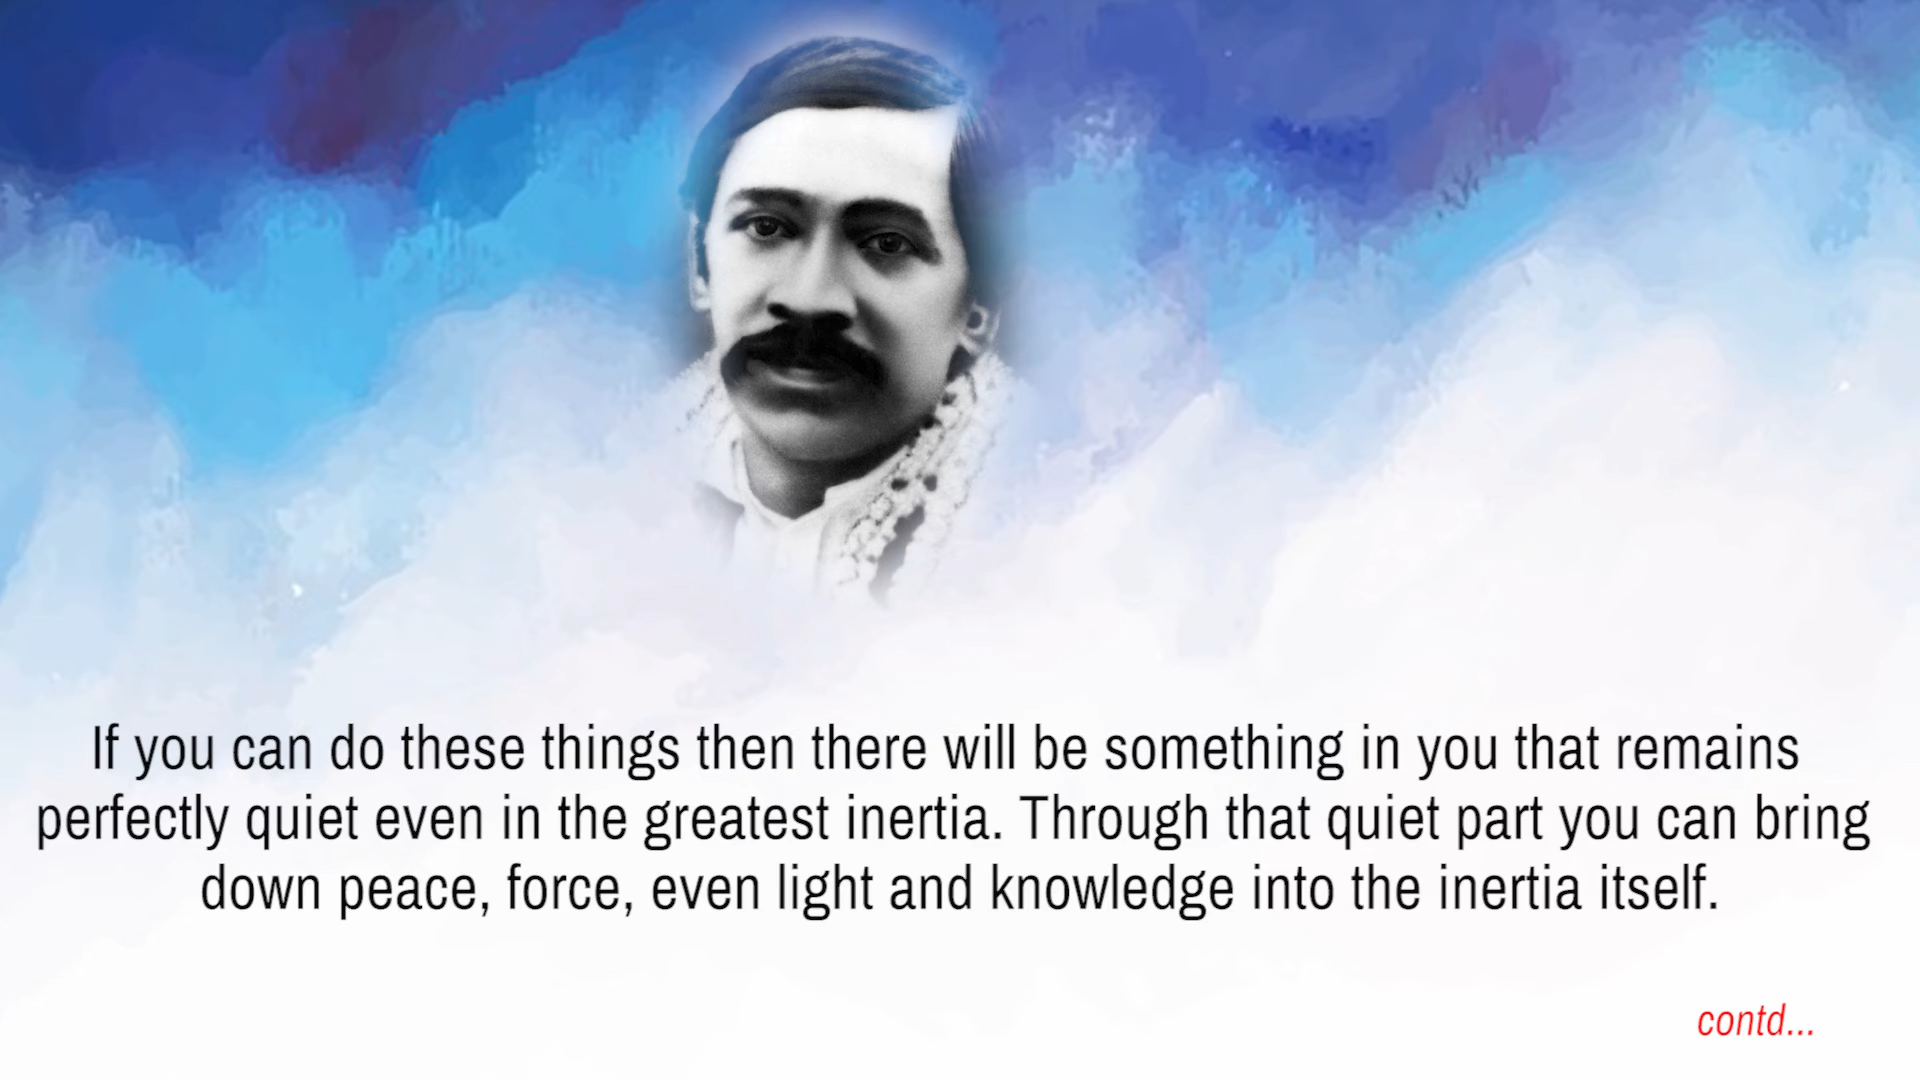 If you can do these things then there will be something in you that remains
perfectly quiet even in the greatest inertia. Through that quiet part you can bring
down peace, force, even light and knowledge into the inertia itself.
contd...